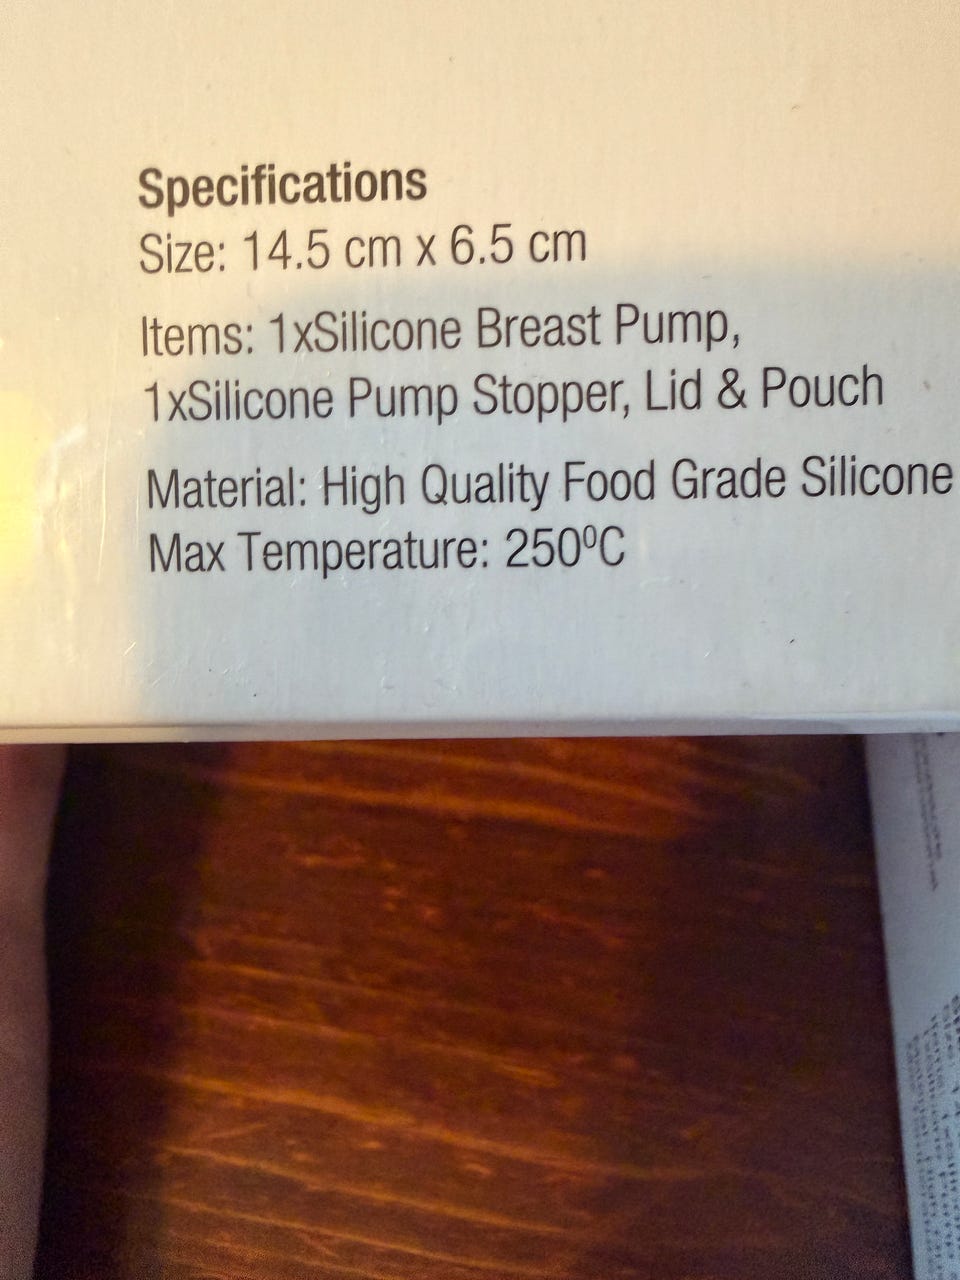 Specifications
Size: 14.5 cm x 6.5 cm
Items: 1xSilicone Breast Pump,
1xSilicone Pump Stopper, Lid & Pouch
Material: High Quality Food Grade Silicone
Max Temperature: 250ºC